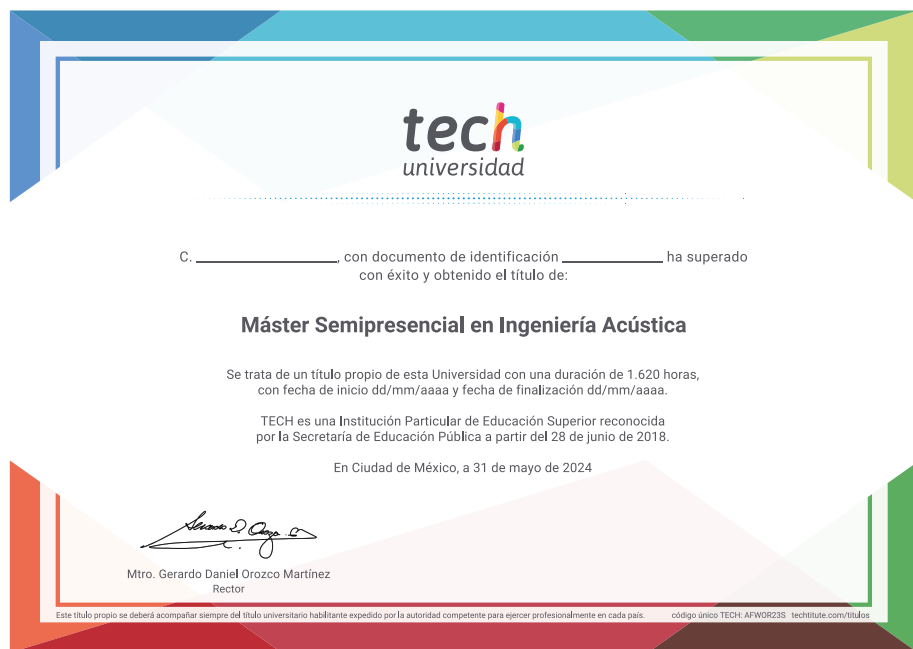 tech
universidad
C. ____________, con documento de identificación ____________ ha superado
con éxito y obtenido el título de:
Máster Semipresencial en Ingeniería Acústica
Se trata de un título propio de esta Universidad con una duración de 1.620 horas,
con fecha de inicio dd/mm/aaaa y fecha de finalización dd/mm/aaaa.
TECH es una Institución Particular de Educación Superior reconocida
por la Secretaría de Educación Pública a partir del 28 de junio de 2018.
En Ciudad de México, a 31 de mayo de 2024
Mtro. Gerardo Daniel Orozco Martínez
Rector
Este título propio se deberá acompañar siempre del título universitario habilitante expedido por la autoridad competente para ejercer profesionalmente en cada país. código único TECH: AFWOR23S techtitute.com/titulos